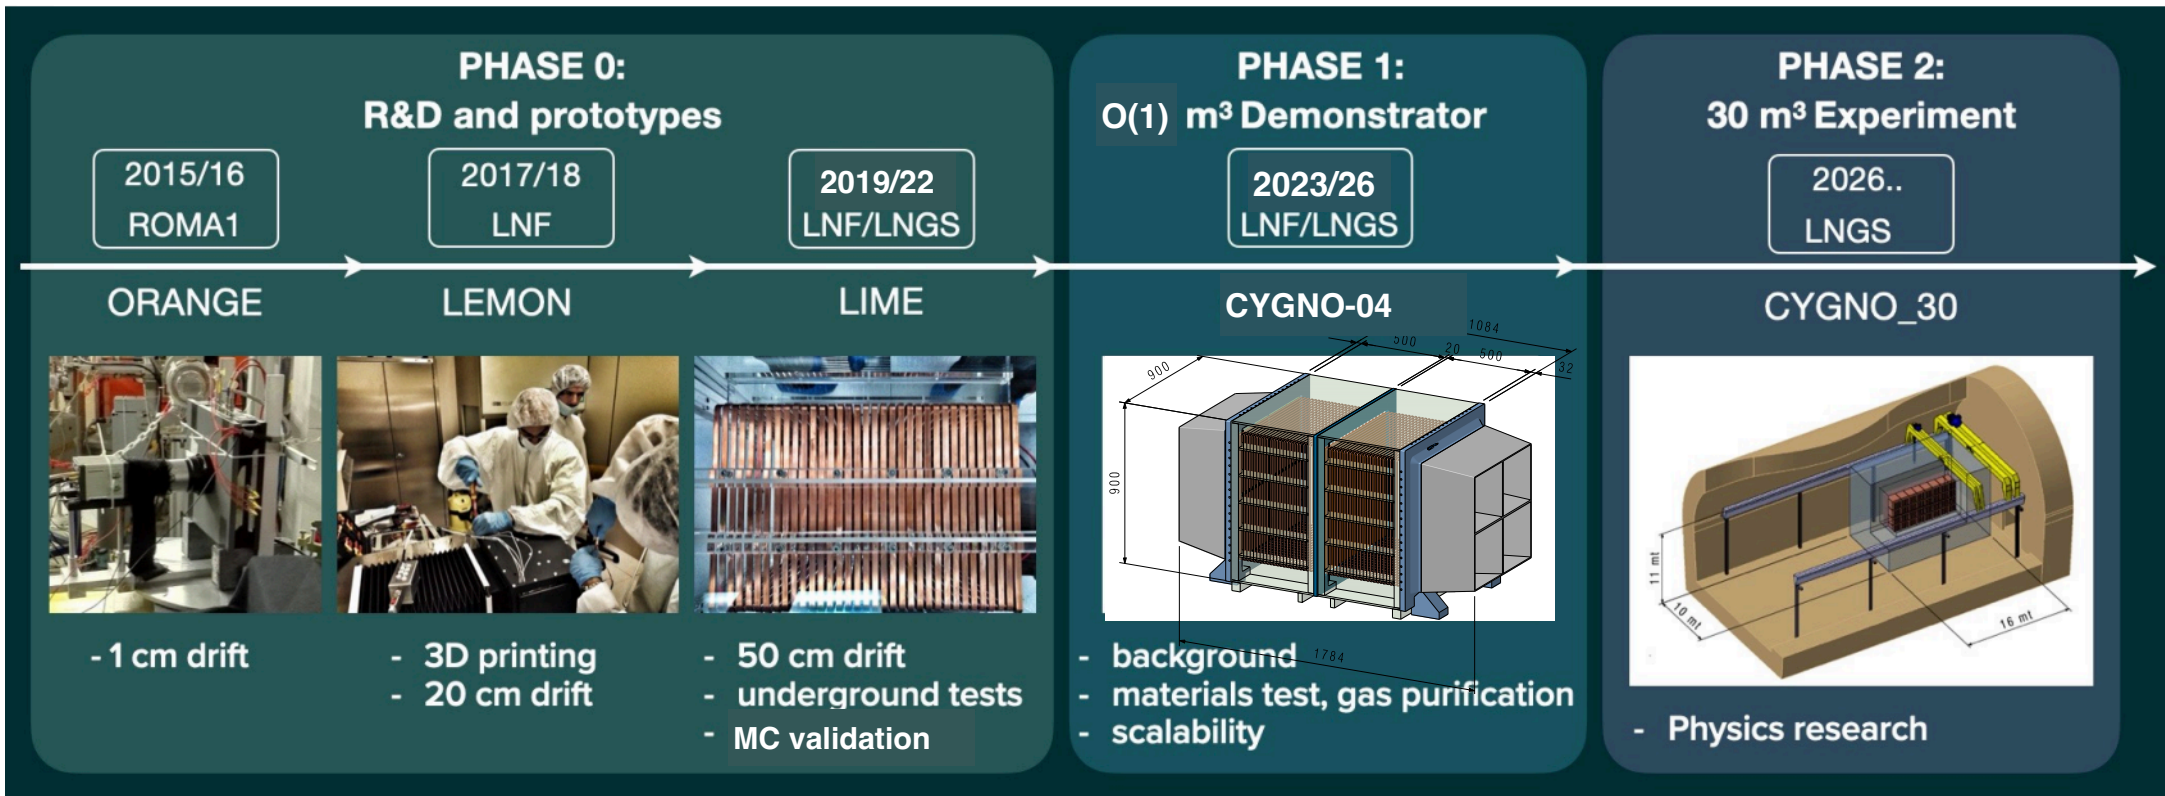 PHASE 0:
R&D and prototypes
2015/16
ROMA1
2017/18
LNF
2019/22
LNF/LNGS
ORANGE
LEMON
LIME
- 1 cm drift
- 3D printing
- 20 cm drift
- 50 cm drift
- underground tests
- MC validation
PHASE 1:
O(1) m³ Demonstrator
2023/26
LNF/LNGS
CYGNO-04
1084
500
20
500
32
900
900
1784
- background
- materials test, gas purification
- scalability
PHASE 2:
30 m³ Experiment
2026..
LNGS
CYGNO_30
11 mt
10 mt
16 mt
- Physics research